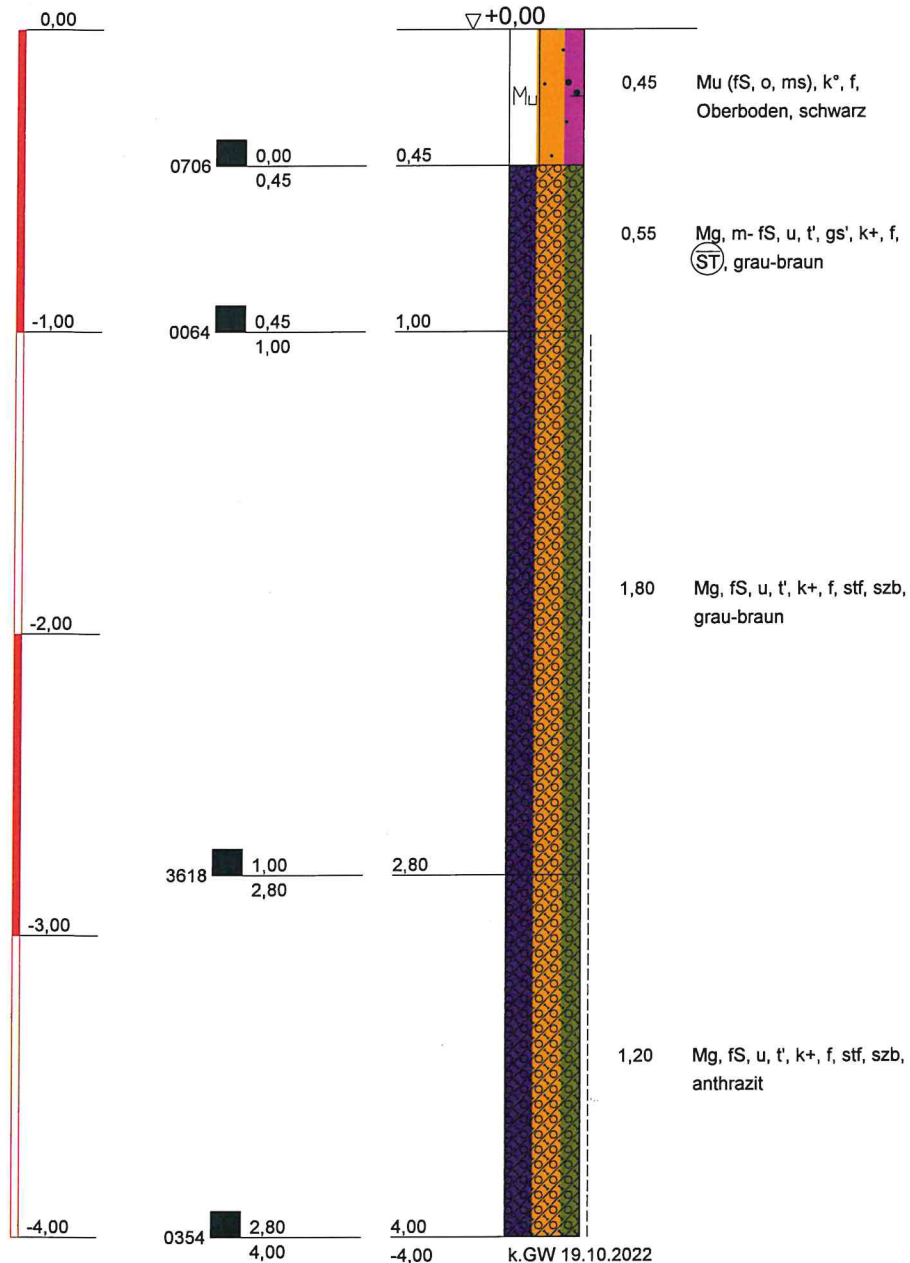 0,00
▽ +0,00
Mu
0,45 Mu (fS, o, ms), k°, f,
Oberboden, schwarz
0706 0,00 0,45
0,45
0,55 Mg, m- fS, u, t', gs', k+, f,
ST, grau-braun
-1,00 0064 0,45 1,00
1,00
1,80 Mg, fS, u, t', k+, f, stf, szb,
grau-braun
-2,00
3618 1,00 2,80
2,80
-3,00
1,20 Mg, fS, u, t', k+, f, stf, szb,
anthrazit
-4,00 0354 2,80 4,00
4,00 -4,00 k.GW 19.10.2022